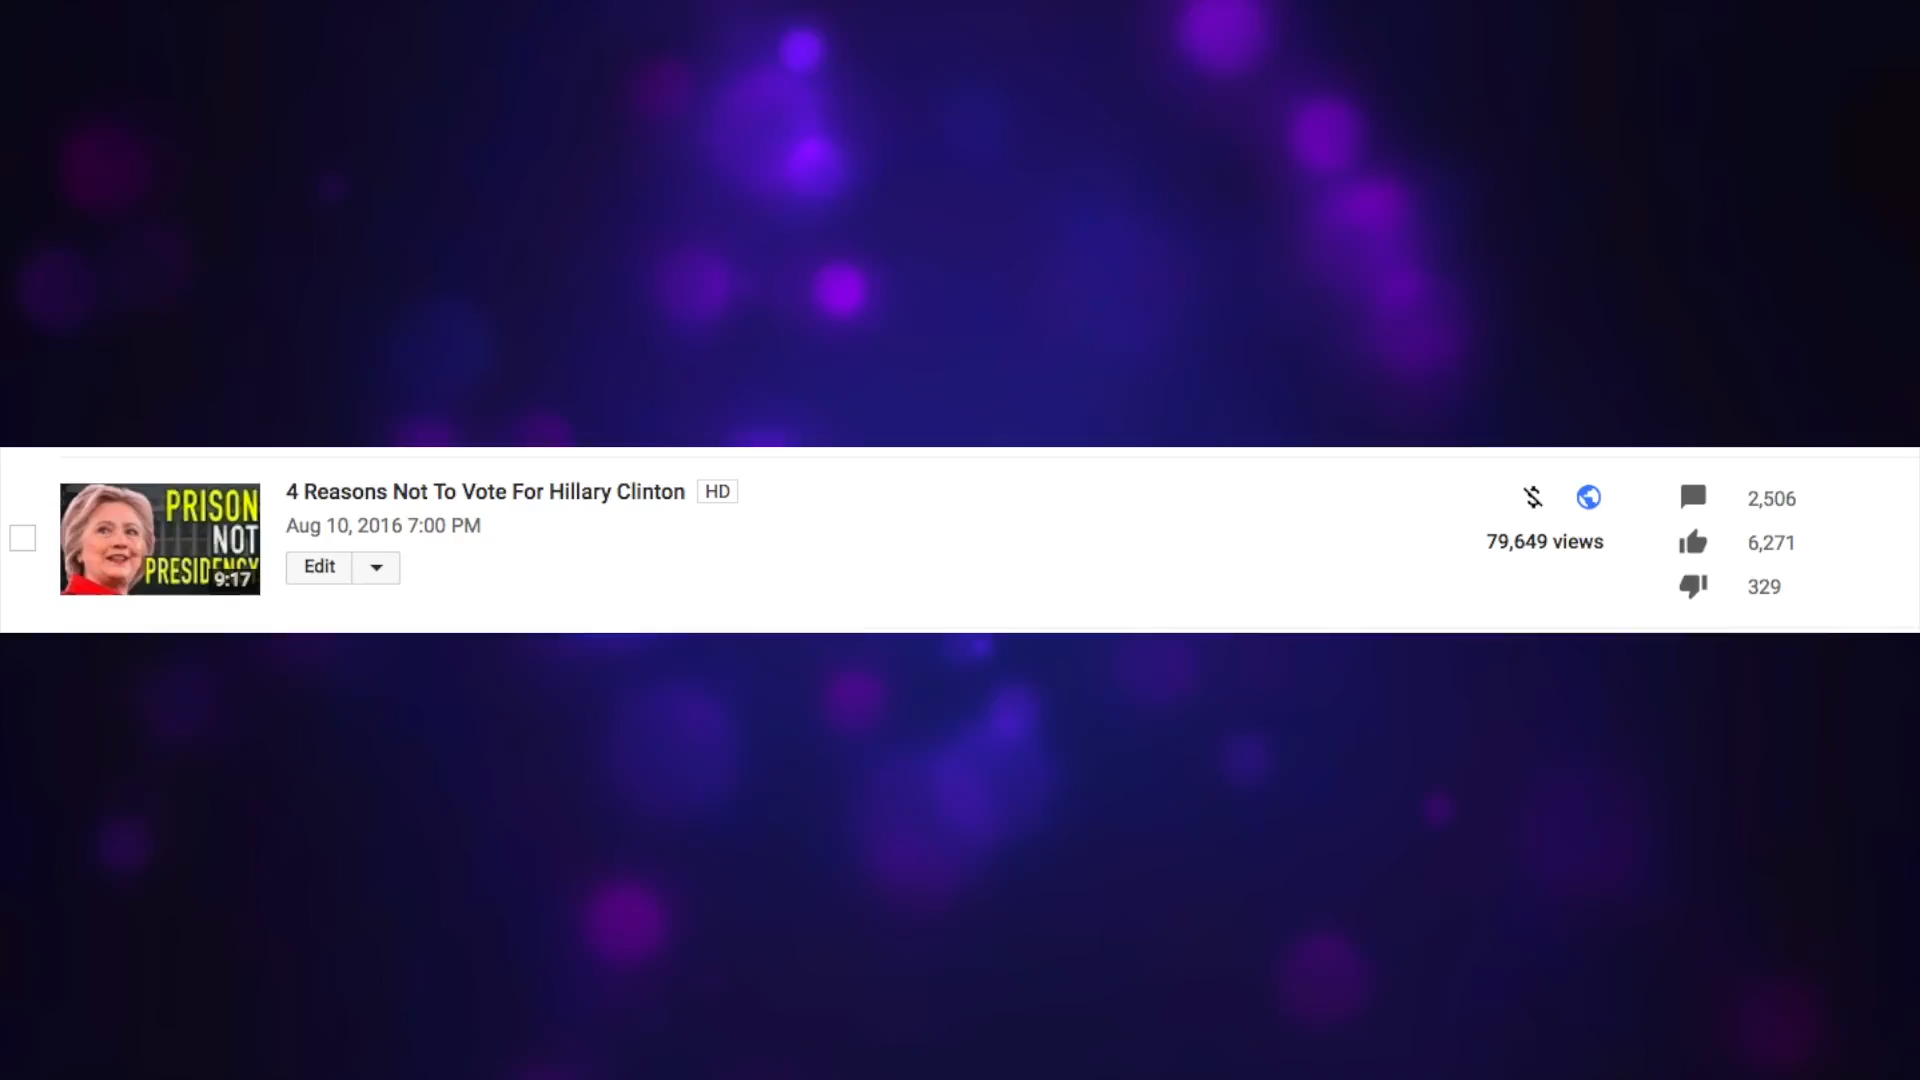 PRISON
NOT
PRESIDENCY
9:17
4 Reasons Not To Vote For Hillary Clinton HD
Aug 10, 2016 7:00 PM
Edit
79,649 views
2,506
6,271
329